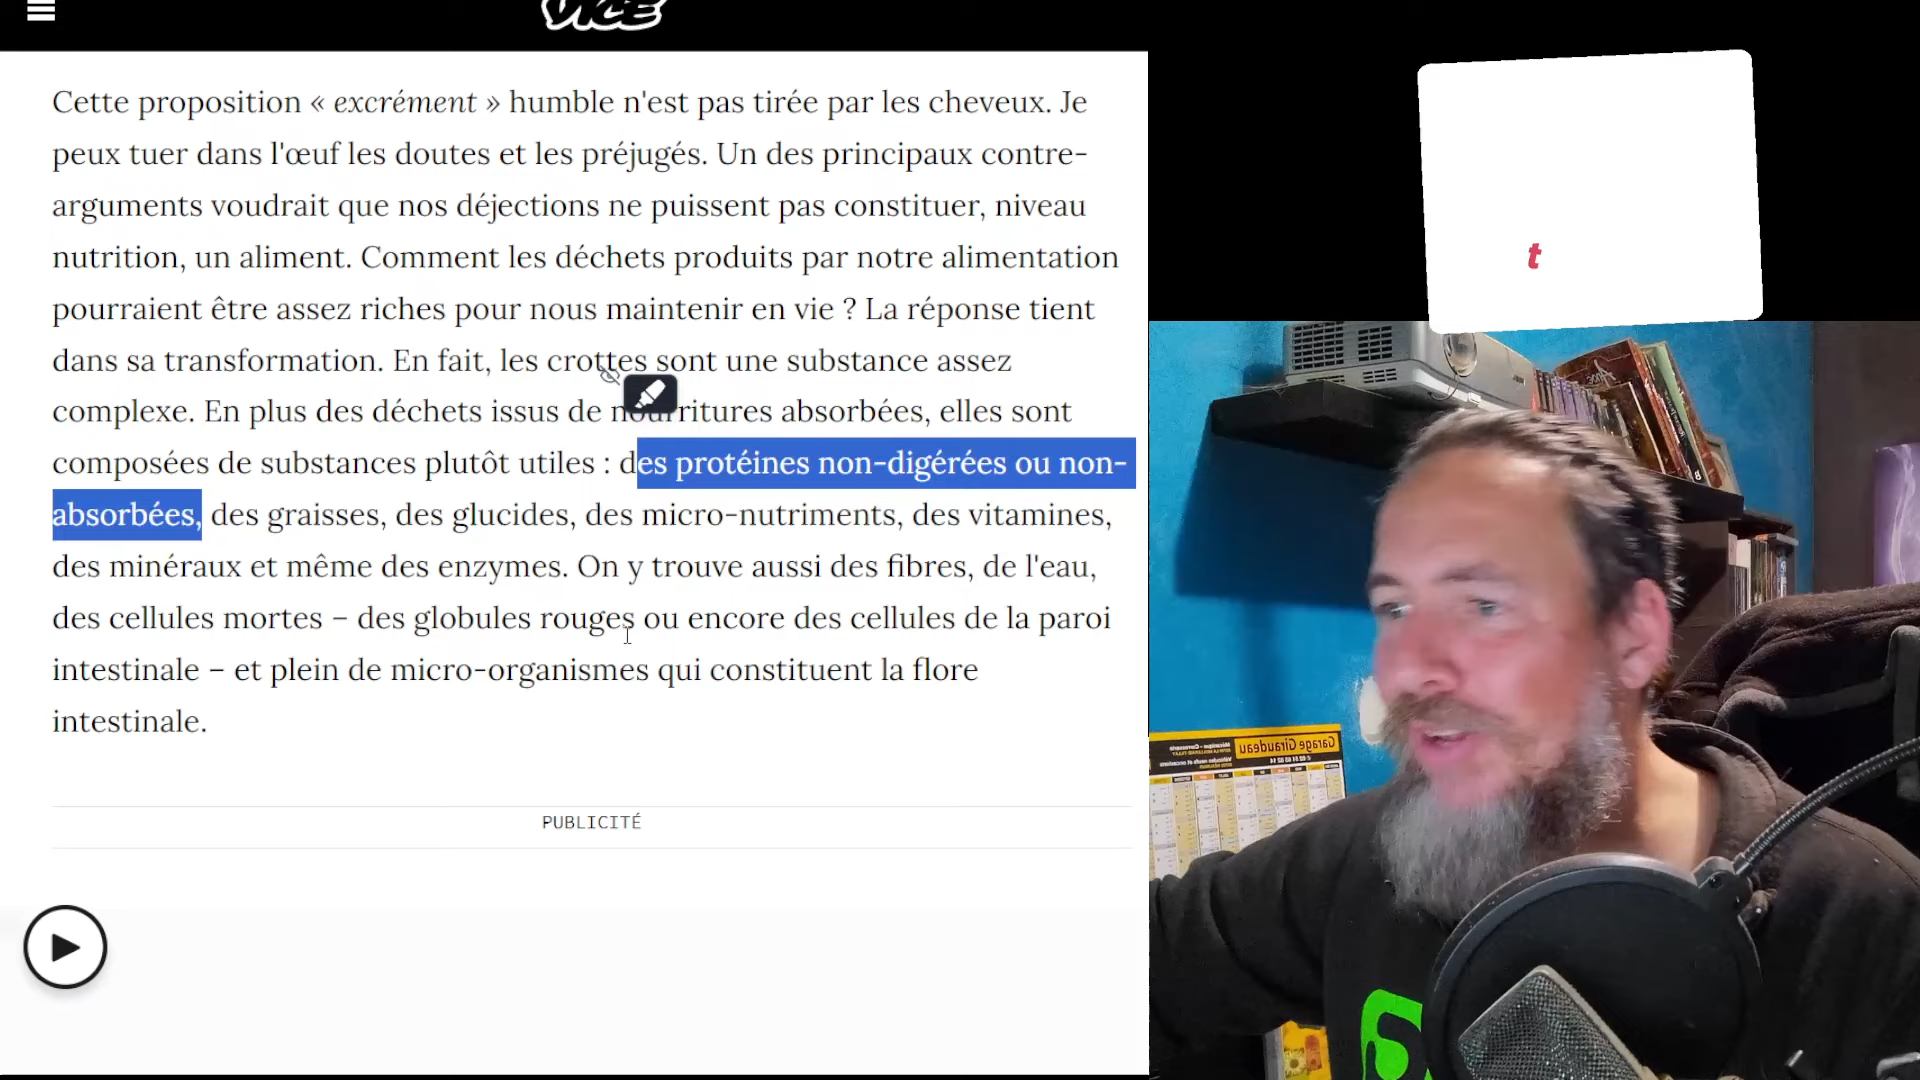 VICE
Cette proposition « excrément » humble n'est pas tirée par les cheveux. Je
peux tuer dans l'œuf les doutes et les préjugés. Un des principaux contre-
arguments voudrait que nos déjections ne puissent pas constituer, niveau
nutrition, un aliment. Comment les déchets produits par notre alimentation
pourraient être assez riches pour nous maintenir en vie ? La réponse tient
dans sa transformation. En fait, les crottes sont une substance assez
complexe. En plus des déchets issus de nourritures absorbées, elles sont
composées de substances plutôt utiles : des protéines non-digérées ou non-
absorbées, des graisses, des glucides, des micro-nutriments, des vitamines,
des minéraux et même des enzymes. On y trouve aussi des fibres, de l'eau,
des cellules mortes – des globules rouges ou encore des cellules de la paroi
intestinale – et plein de micro-organismes qui constituent la flore
intestinale.
PUBLICITÉ
t
Garage Giraudeau
Mécanique - Carrosserie